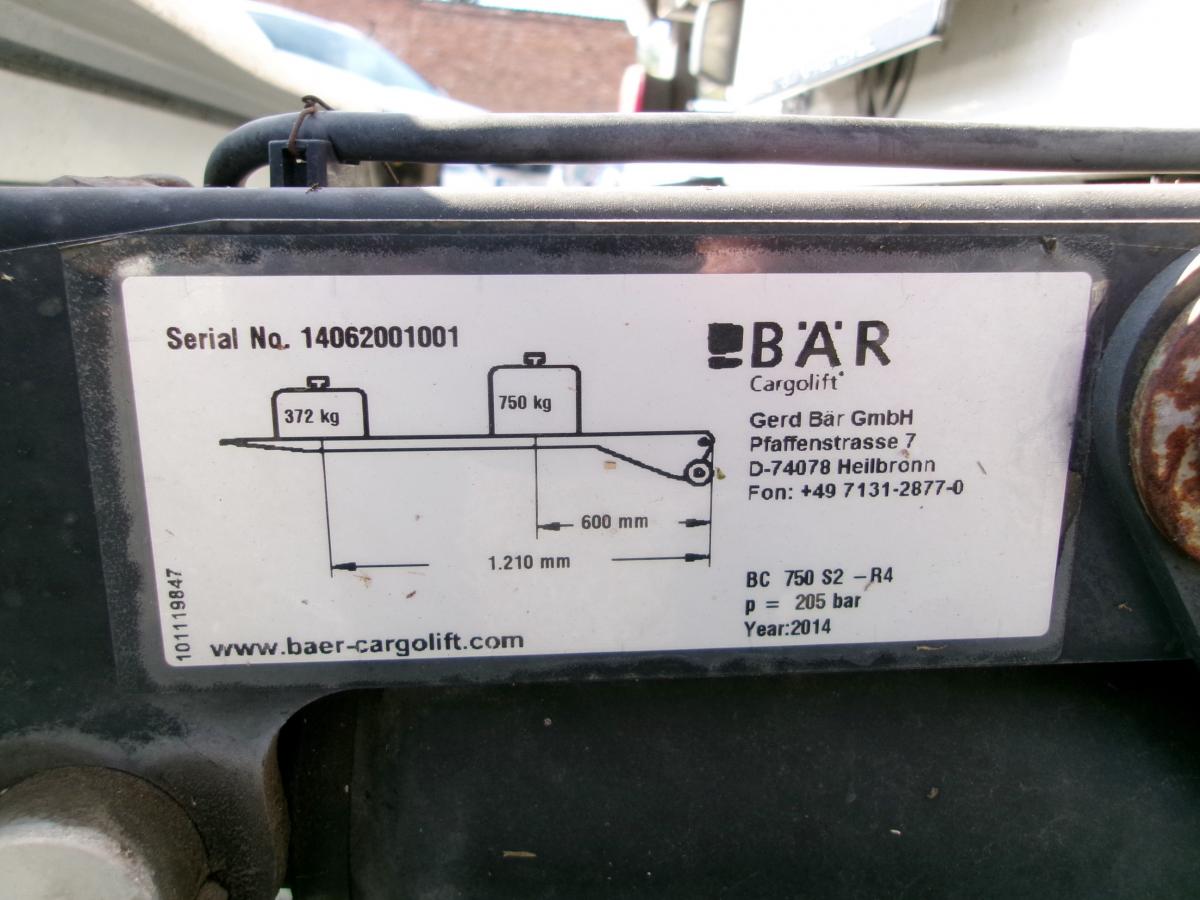 Serial No. 14062001001
372 kg
750 kg
600 mm
1.210 mm
101119847
www.baer-cargolift.com
BÄR
Cargolift
Gerd Bär GmbH
Pfaffenstrasse 7
D-74078 Heilbronn
Fon: +49 7131-2877-0
BC 750 S2 -R4
p = 205 bar
Year:2014